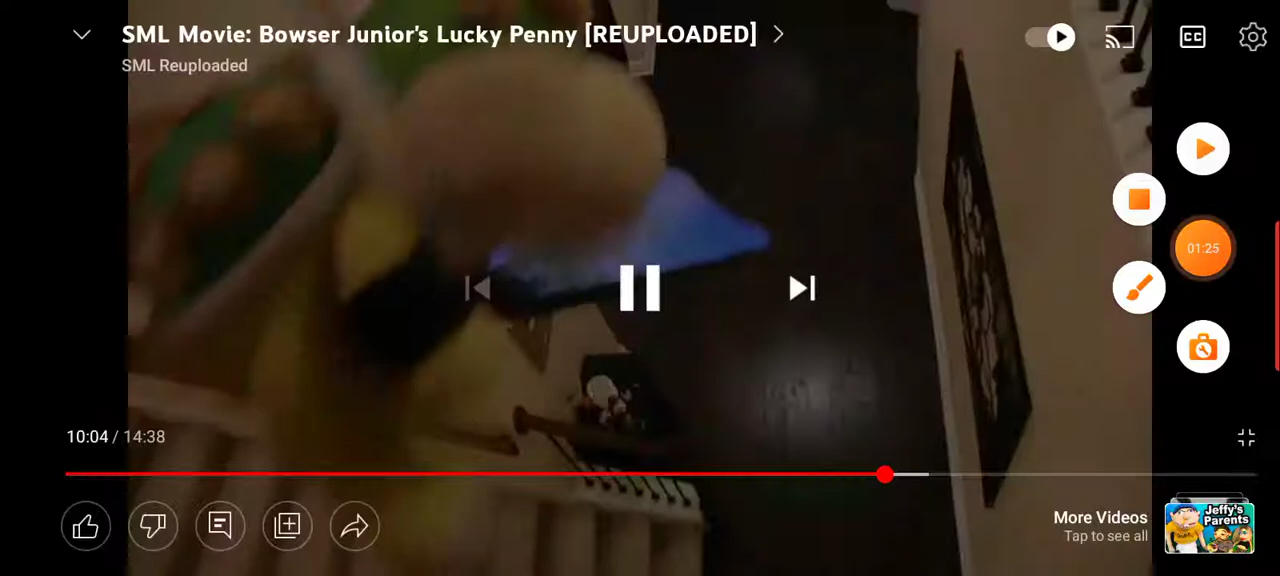 SML Movie: Bowser Junior's Lucky Penny [REUPLOADED]
SML Reuploaded
CC
01:25
10:04 / 14:38
More Videos
Tap to see all
Jeffy's
Parents